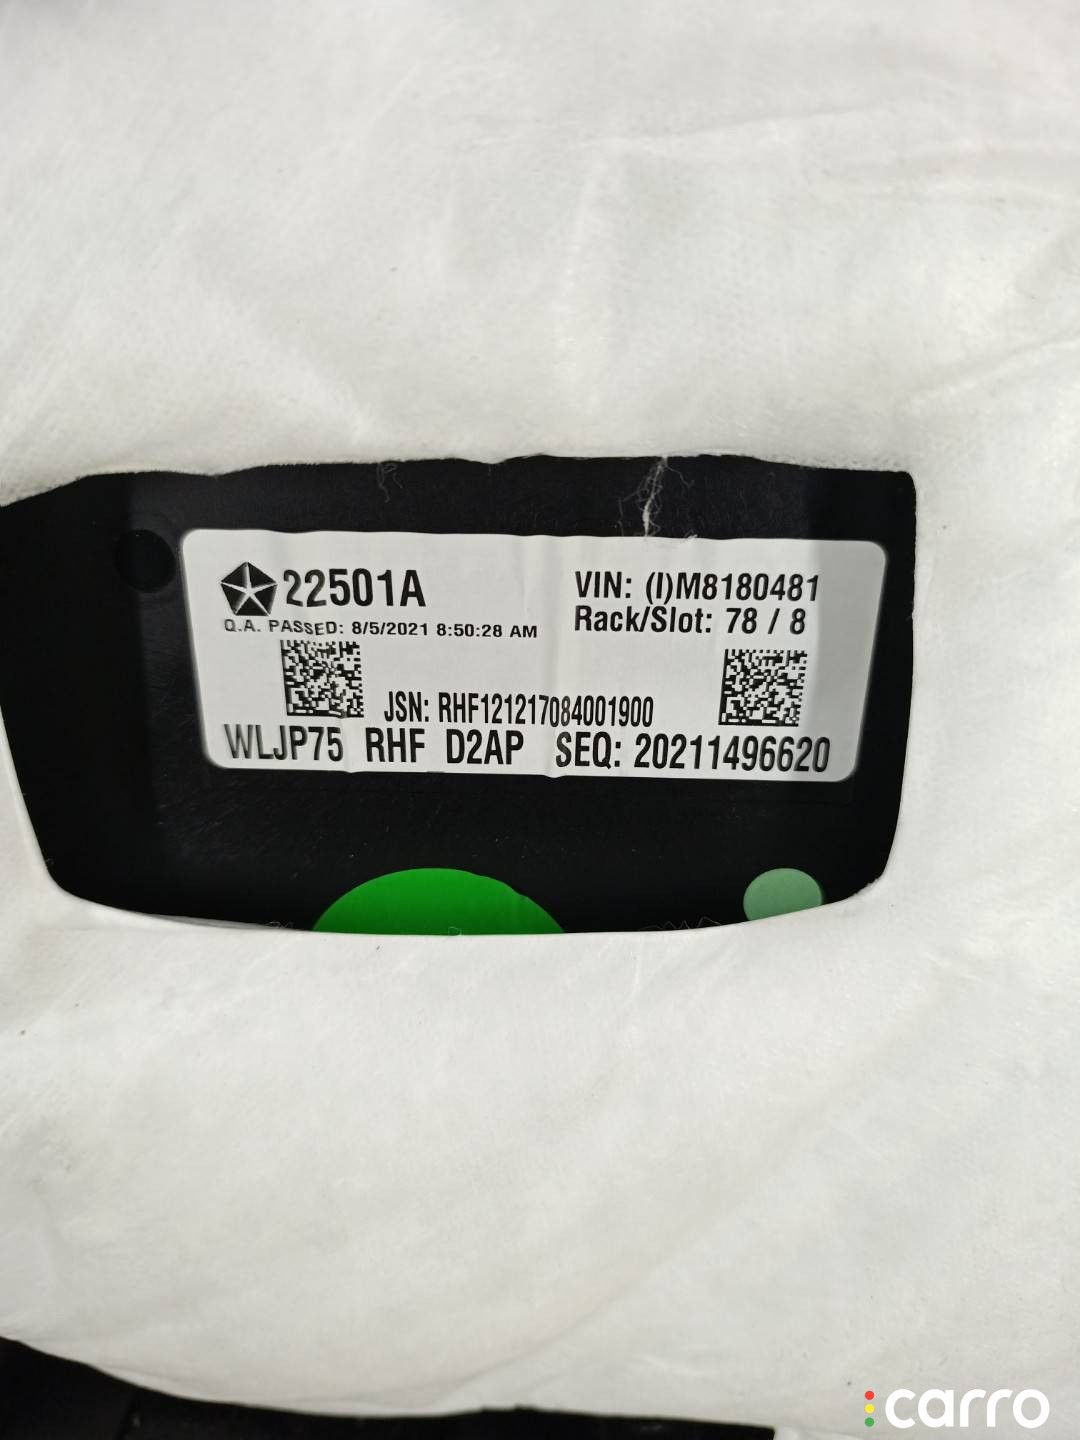 22501A
Q.A. PASSED: 8/5/2021 8:50:28 AM
VIN: (I)M8180481
Rack/Slot: 78 / 8
JSN: RHF121217084001900
WLJP75 RHF D2AP SEQ: 20211496620
carro